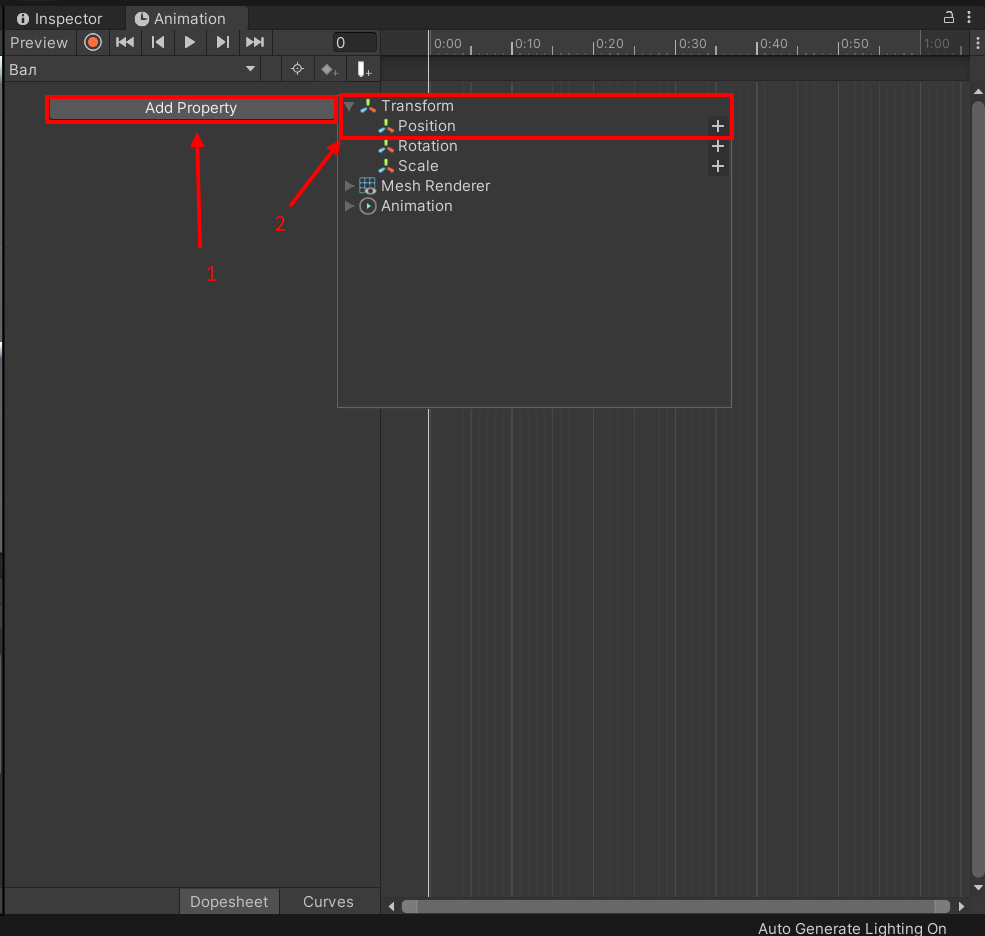 Inspector Animation
Preview 0 0:00 0:10 0:20 0:30 0:40 0:50 1:00
Вал
Add Property
Transform
Position
Rotation
Scale
Mesh Renderer
Animation
2
1
Dopesheet Curves
Auto Generate Lighting On